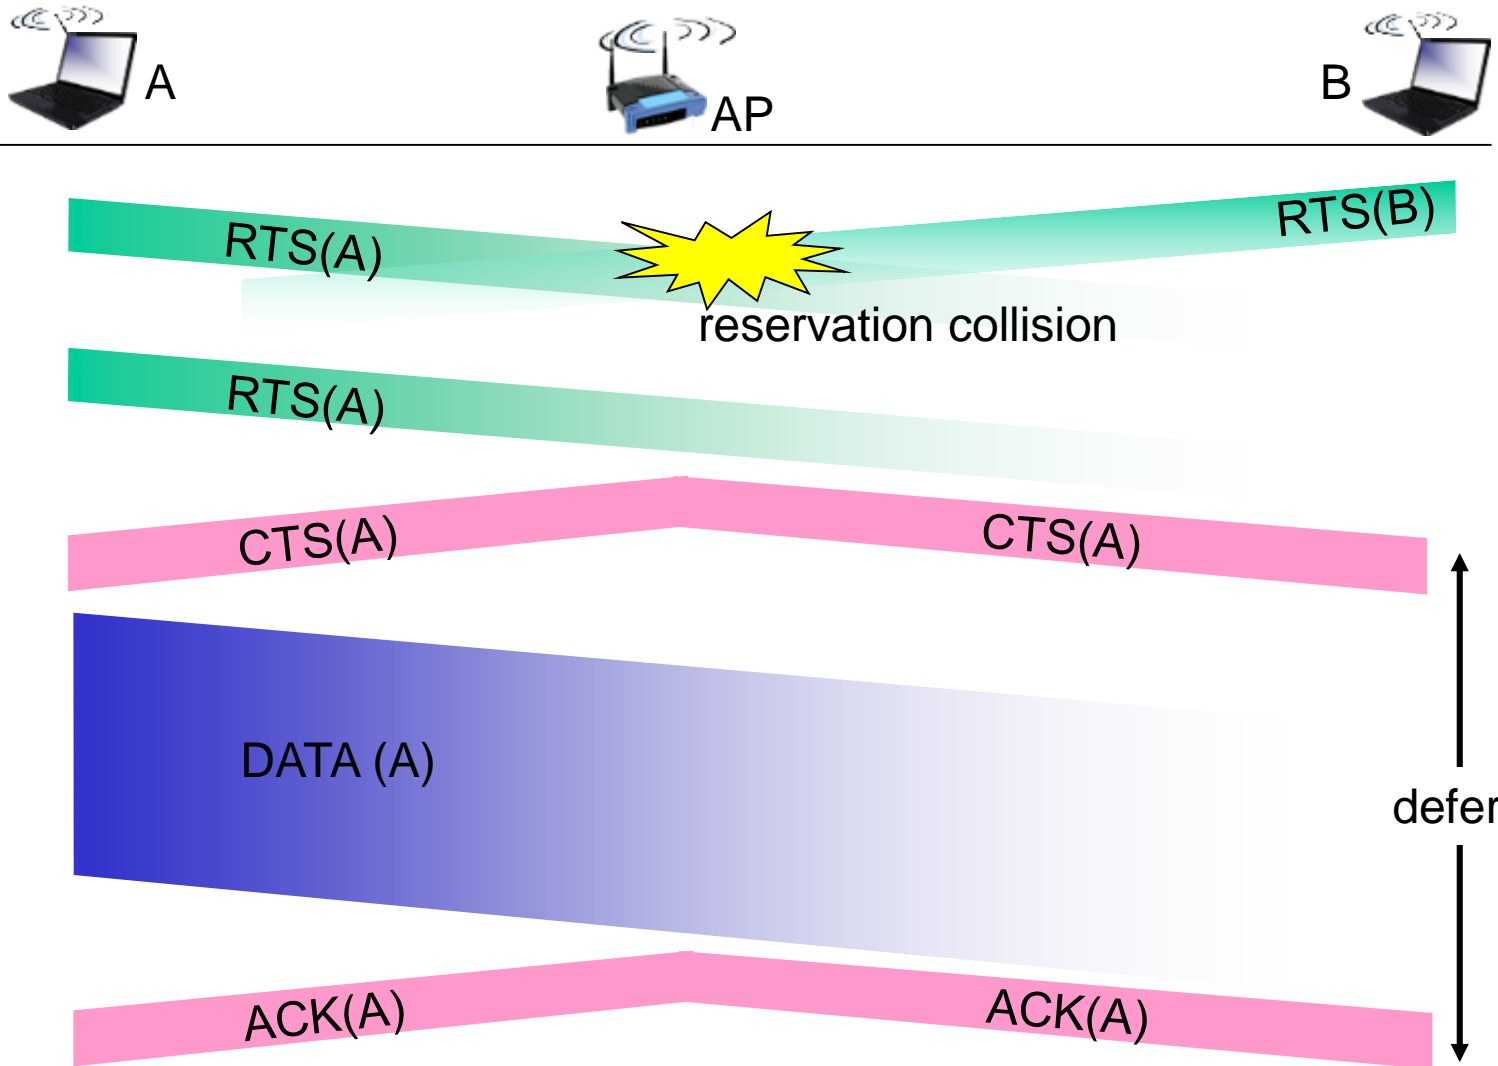 A
AP
B
RTS(A)
RTS(B)
reservation collision
RTS(A)
CTS(A)
CTS(A)
DATA (A)
defer
ACK(A)
ACK(A)